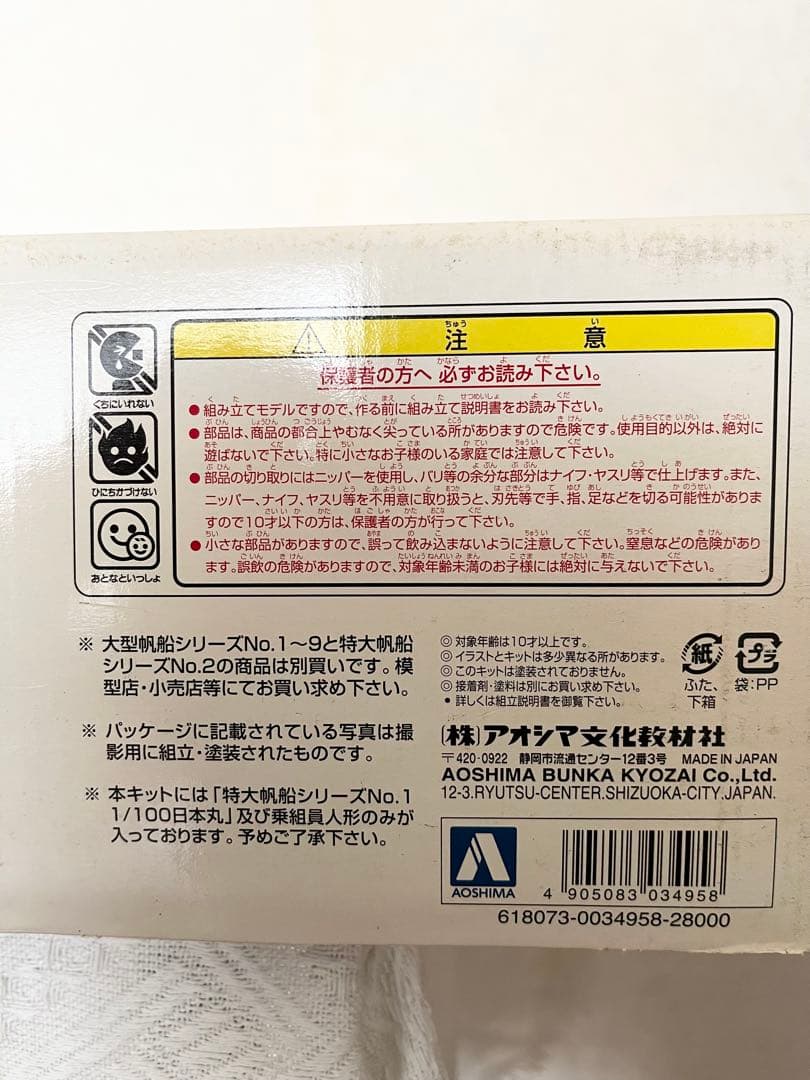 くちにいれない
ひにちかづけない
おとなといっしょ
注意
保護者の方へ 必ずお読み下さい。
●組み立てモデルですので、作る前に組み立て説明書をお読み下さい。
●部品は、商品の都合上やむなく尖っている所がありますので危険です。使用目的以外は、絶対に
遊ばないで下さい。特に小さなお子様のいる家庭では注意して下さい。
●部品の切り取りにはニッパーを使用し、バリ等の余分な部分はナイフ・ヤスリ等で仕上げます。また、
ニッパー、ナイフ、ヤスリ等を不用意に取り扱うと、刃先等で手、指、足などを切る可能性がありま
すので10才以下の方は、保護者の方が行って下さい。
●小さな部品がありますので、誤って飲み込まないように注意して下さい。窒息などの危険があり
ます。誤飲の危険がありますので、対象年齢未満のお子様には絶対に与えないで下さい。
※ 大型帆船シリーズNo.1〜9と特大帆船
シリーズNo.2の商品は別買いです。模
型店・小売店等にてお買い求め下さい。
※ パッケージに記載されている写真は撮
影用に組立・塗装されたものです。
※ 本キットには「特大帆船シリーズNo.1
1/100日本丸」及び乗組員人形のみが
入っております。予めご了承下さい。
◎対象年齢は10才以上です。
◎イラストとキットは多少異なる所があります。
◎このキットは塗装されておりません。
◎接着剤・塗料は別にお買い求め下さい。
●詳しくは組立説明書を御覧下さい。
紙
ふた、
下箱
プラ
袋:PP
(株)アオシマ文化教材社
〒420-0922 静岡市流通センター12番3号 MADE IN JAPAN
AOSHIMA BUNKA KYOZAI Co.,Ltd.
12-3.RYUTSU-CENTER.SHIZUOKA-CITY.JAPAN.
AOSHIMA
4 905083 034958
618073-0034958-28000